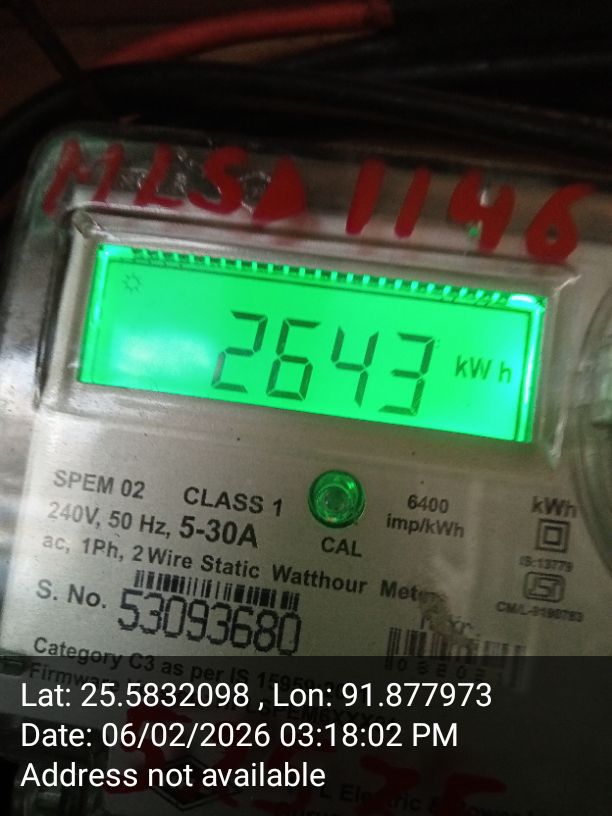 MLSD 1146
2643 kWh
SPEM 02 CLASS 1
6400 imp/kWh
kWh
240V, 50 Hz, 5-30A
CAL
ac, 1Ph, 2 Wire Static Watthour
IS:13779
S. No. 53093680
Category C3 as per IS
Lat: 25.5832098 , Lon: 91.877973
Date: 06/02/2026 03:18:02 PM
Address not available